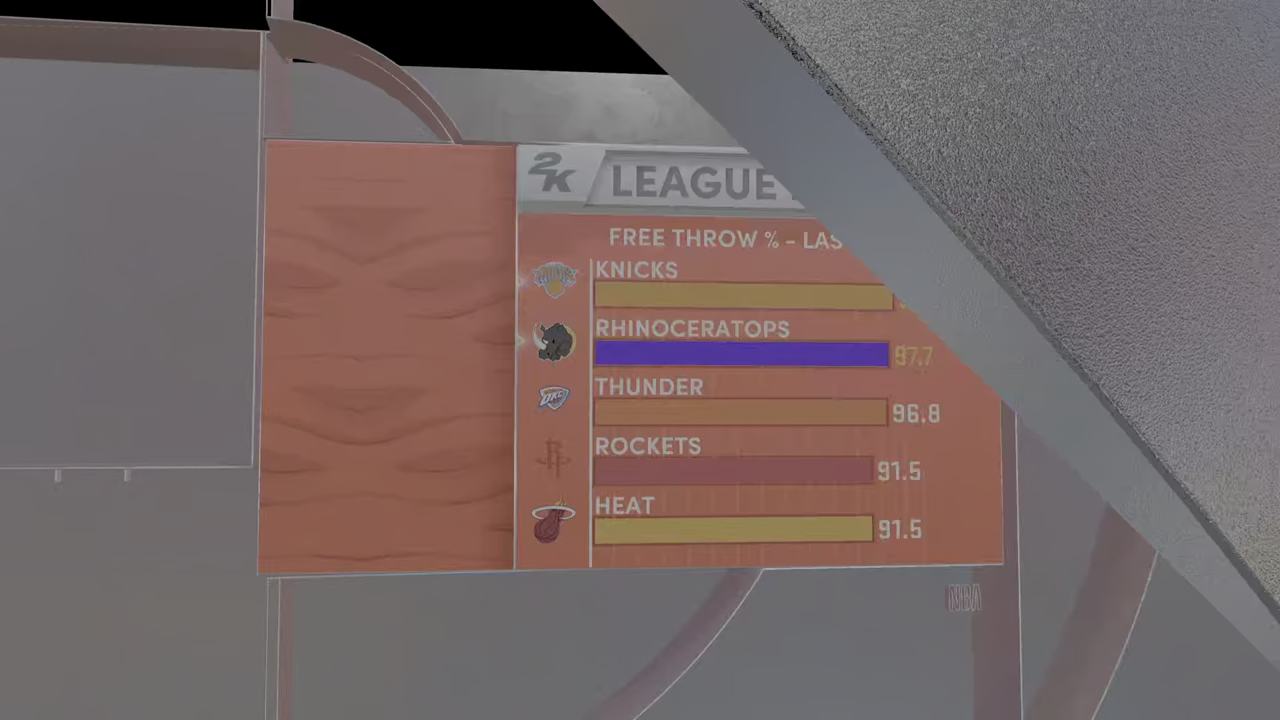 2K LEAGUE
FREE THROW % - LAS
KNICKS
RHINOCERATOPS
97.7
THUNDER
96.8
ROCKETS
91.5
HEAT
91.5
NBA